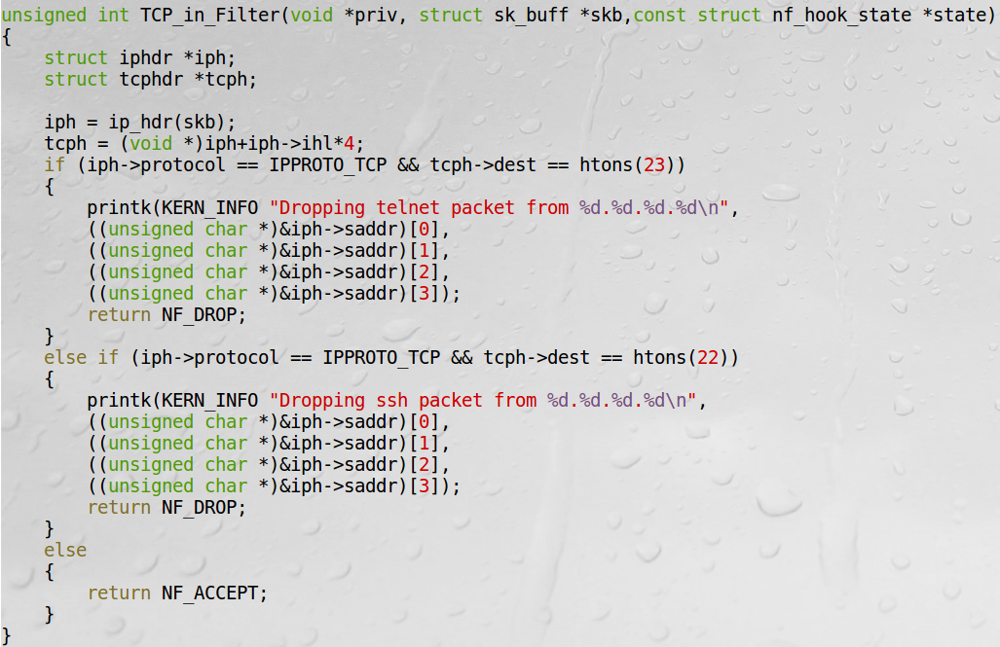 unsigned int TCP_in_Filter(void *priv, struct sk_buff *skb,const struct nf_hook_state *state)
{
    struct iphdr *iph;
    struct tcphdr *tcph;

    iph = ip_hdr(skb);
    tcph = (void *)iph+iph->ihl*4;
    if (iph->protocol == IPPROTO_TCP && tcph->dest == htons(23))
    {
        printk(KERN_INFO "Dropping telnet packet from %d.%d.%d.%d\n",
        ((unsigned char *)&iph->saddr)[0],
        ((unsigned char *)&iph->saddr)[1],
        ((unsigned char *)&iph->saddr)[2],
        ((unsigned char *)&iph->saddr)[3]);
        return NF_DROP;
    }
    else if (iph->protocol == IPPROTO_TCP && tcph->dest == htons(22))
    {
        printk(KERN_INFO "Dropping ssh packet from %d.%d.%d.%d\n",
        ((unsigned char *)&iph->saddr)[0],
        ((unsigned char *)&iph->saddr)[1],
        ((unsigned char *)&iph->saddr)[2],
        ((unsigned char *)&iph->saddr)[3]);
        return NF_DROP;
    }
    else
    {
        return NF_ACCEPT;
    }
}